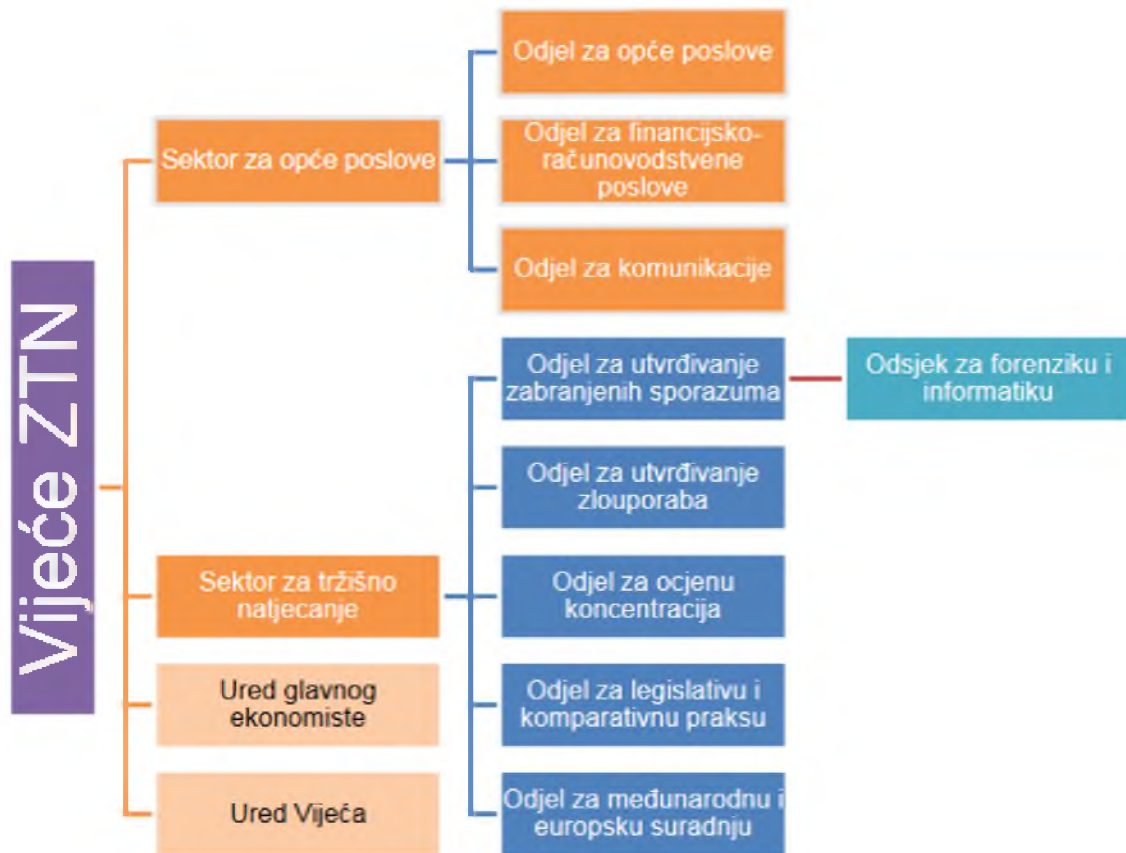 Vijeće ZTN
Sektor za opće poslove
Odjel za opće poslove
Odjel za financijsko-
računovodstvene
poslove
Odjel za komunikacije
Sektor za tržišno
natjecanje
Odjel za utvrđivanje
zabranjenih sporazuma
Odsjek za forenziku i
informatiku
Odjel za utvrđivanje
zlouporaba
Odjel za ocjenu
koncentracija
Odjel za legislativu i
komparativnu praksu
Odjel za međunarodnu i
europsku suradnju
Ured glavnog
ekonomiste
Ured Vijeća